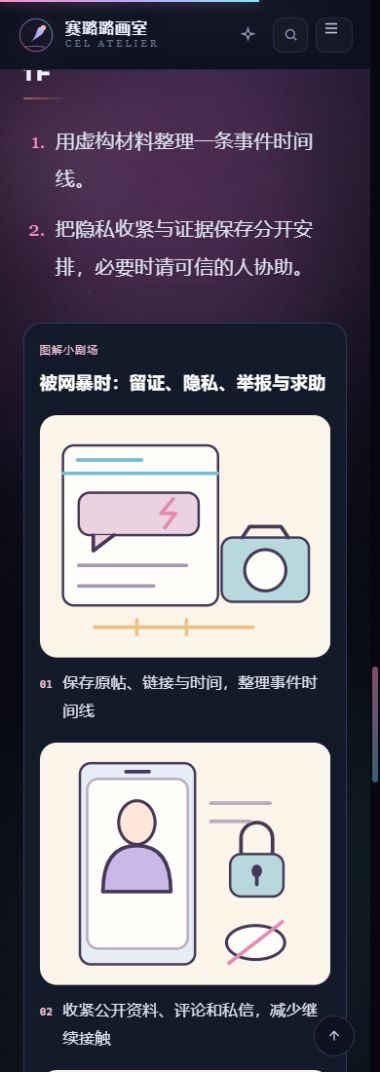 赛璐璐画室
CEL ATELIER
1. 用虚构材料整理一条事件时间
线。
2. 把隐私收紧与证据保存分开安
排，必要时请可信的人协助。
图解小剧场
被网暴时：留证、隐私、举报与求助
01 保存原帖、链接与时间，整理事件时
间线
02 收紧公开资料、评论和私信，减少继
续接触